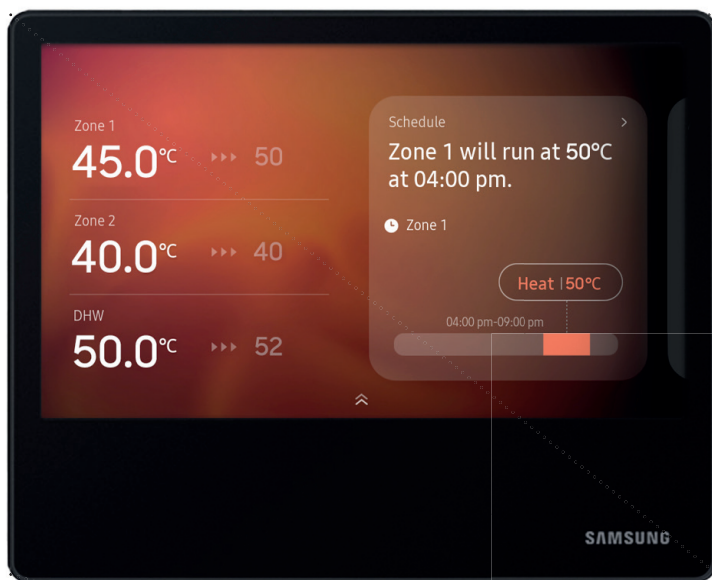 Zone 1
45.0°C 50
Zone 2
40.0°C 40
DHW
50.0°C 52
Schedule
Zone 1 will run at 50°C
at 04:00 pm.
Zone 1
Heat | 50°C
04:00 pm-09:00 pm
SAMSUNG